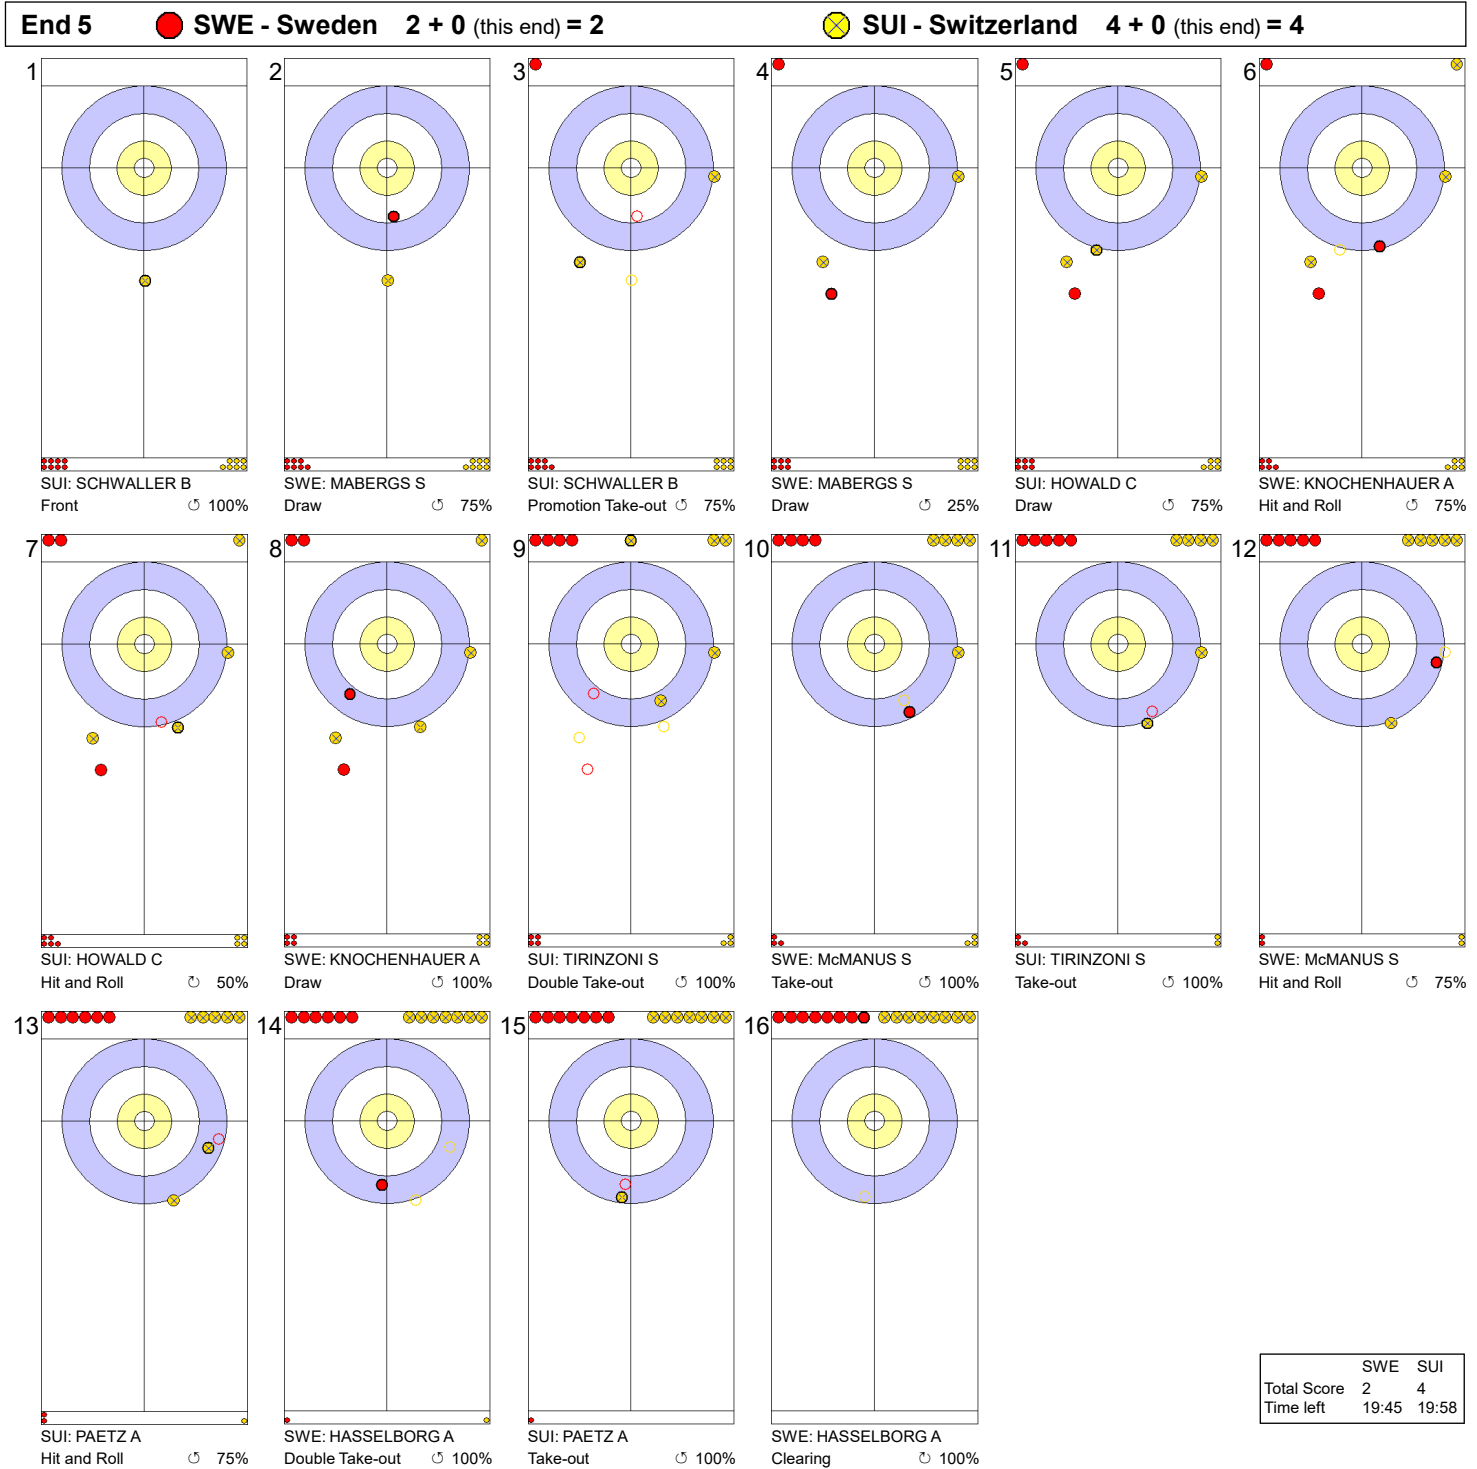 End 5 SWE - Sweden 2 + 0 (this end) = 2 SUI - Switzerland 4 + 0 (this end) = 4
1 2 3 4 5 6
SUI: SCHWALLER B SWE: MABERGS S SUI: SCHWALLER B SWE: MABERGS S SUI: HOWALD C SWE: KNOCHENHAUER A
Front ↺ 100% Draw ↺ 75% Promotion Take-out ↺ 75% Draw ↺ 25% Draw ↺ 75% Hit and Roll ↺ 75%
7 8 9 10 11 12
SUI: HOWALD C SWE: KNOCHENHAUER A SUI: TIRINZONI S SWE: McMANUS S SUI: TIRINZONI S SWE: McMANUS S
Hit and Roll ↻ 50% Draw ↺ 100% Double Take-out ↺ 100% Take-out ↺ 100% Take-out ↺ 100% Hit and Roll ↺ 75%
13 14 15 16
SWE SUI
Total Score 2 4
Time left 19:45 19:58
SUI: PAETZ A SWE: HASSELBORG A SUI: PAETZ A SWE: HASSELBORG A
Hit and Roll ↺ 75% Double Take-out ↺ 100% Take-out ↺ 100% Clearing ↻ 100%